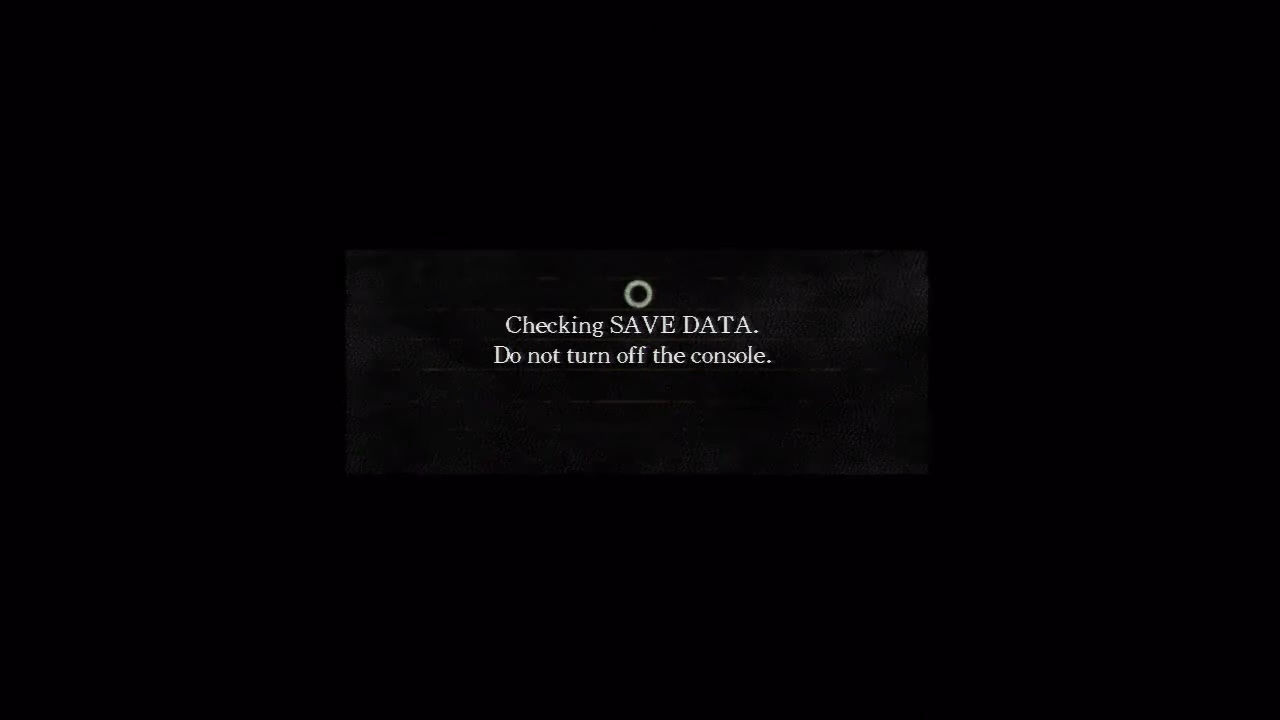 Checking SAVE DATA.
Do not turn off the console.